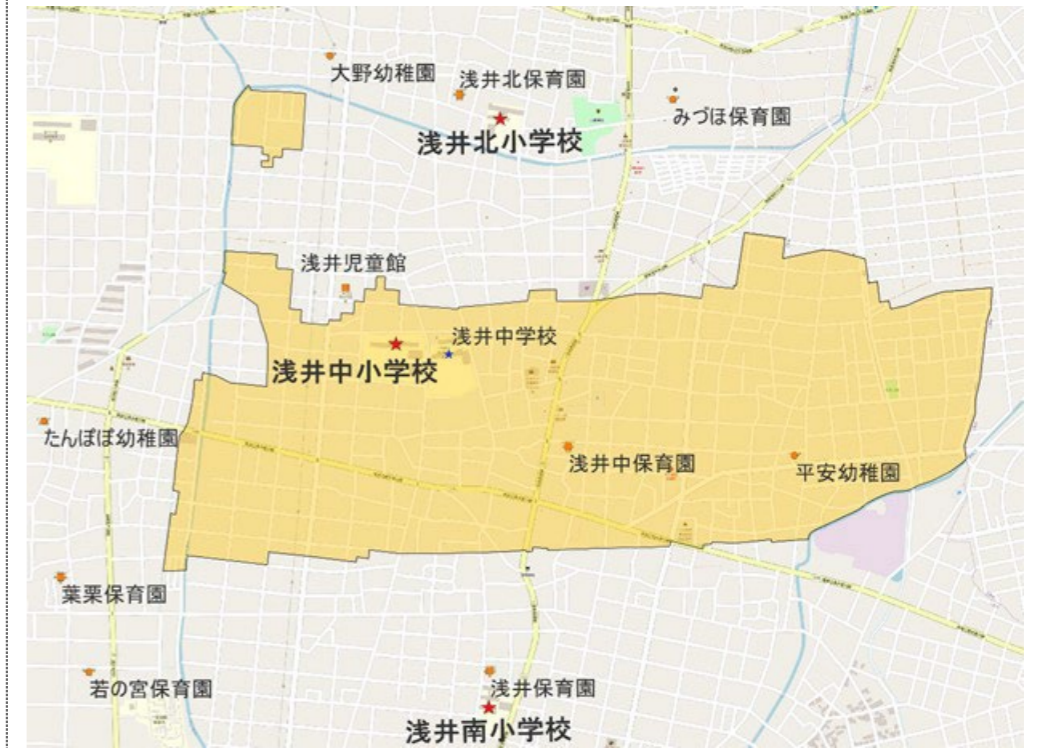 大野幼稚園
浅井北保育園
みづほ保育園
浅井北小学校
浅井児童館
浅井中学校
浅井中小学校
たんぽぽ幼稚園
浅井中保育園
平安幼稚園
葉栗保育園
若の宮保育園
浅井保育園
浅井南小学校